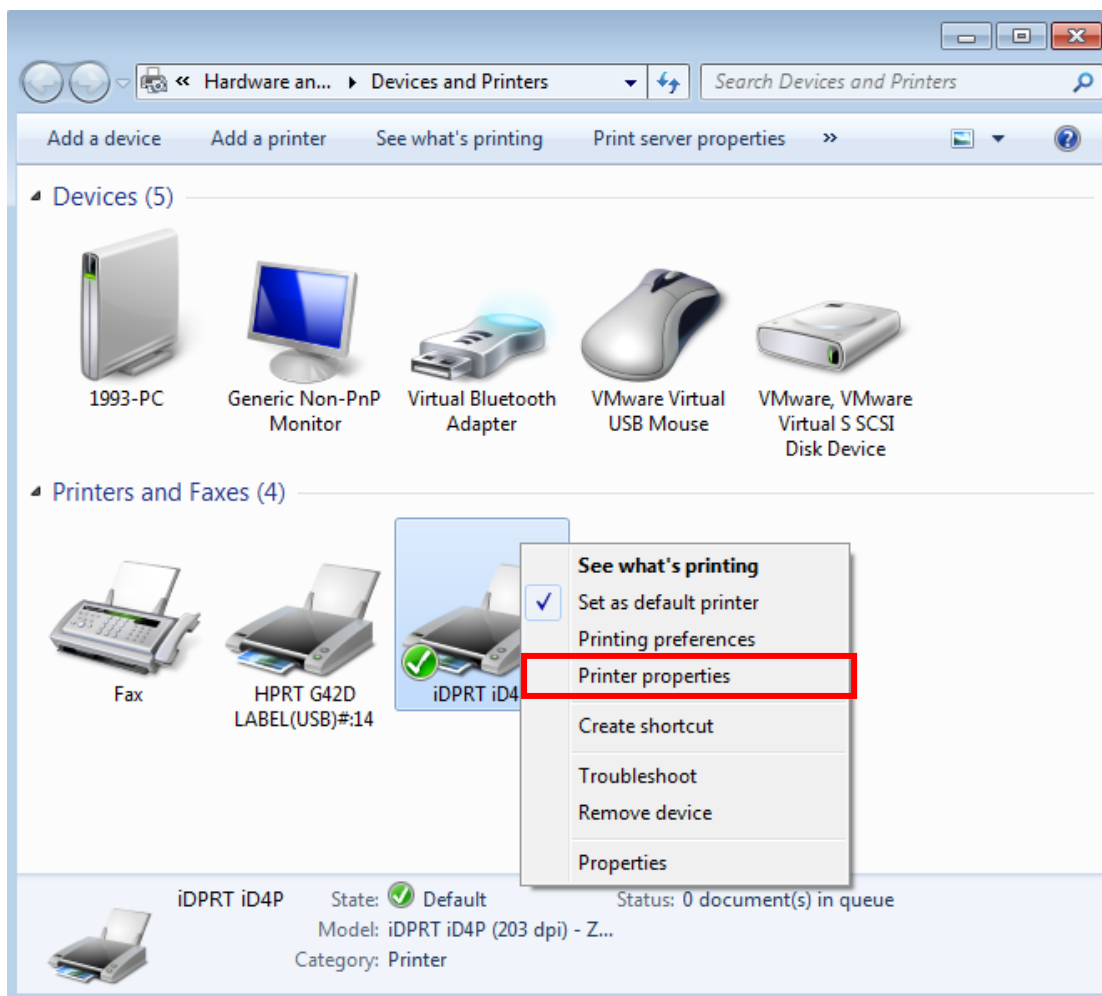 Hardware an... Devices and Printers
Search Devices and Printers
Add a device Add a printer See what's printing Print server properties »
Devices (5)
1993-PC
Generic Non-PnP
Monitor
Virtual Bluetooth
Adapter
VMware Virtual
USB Mouse
VMware, VMware
Virtual S SCSI
Disk Device
Printers and Faxes (4)
Fax
HPRT G42D
LABEL(USB)#:14
iDPRT iD4
See what's printing
Set as default printer
Printing preferences
Printer properties
Create shortcut
Troubleshoot
Remove device
Properties
iDPRT iD4P State: Default Status: 0 document(s) in queue
Model: iDPRT iD4P (203 dpi) - Z...
Category: Printer